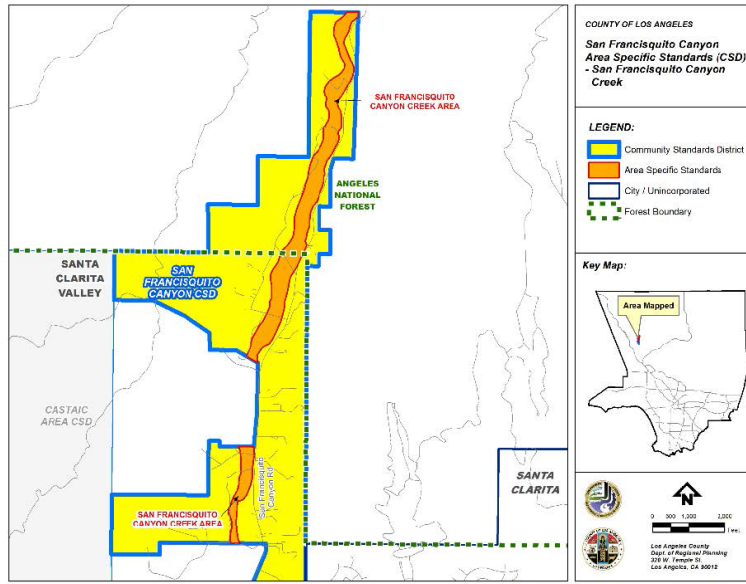 SAN FRANCISQUITO
CANYON CREEK AREA
ANGELES
NATIONAL
FOREST
SANTA
CLARITA
VALLEY
SAN
FRANCISQUITO
CANYON CSD
CASTAIC
AREA CSD
San Francisquito
Canyon Rd
SAN FRANCISQUITO
CANYON CREEK AREA
SANTA
CLARITA
COUNTY OF LOS ANGELES
San Francisquito Canyon
Area Specific Standards (CSD)
- San Francisquito Canyon
Creek
LEGEND:
Community Standards District
Area Specific Standards
City / Unincorporated
Forest Boundary
Key Map:
Area Mapped
N
0 500 1,000 2,000
Feet
Los Angeles County
Dept. of Regional Planning
320 W. Temple St.
Los Angeles, CA 90012